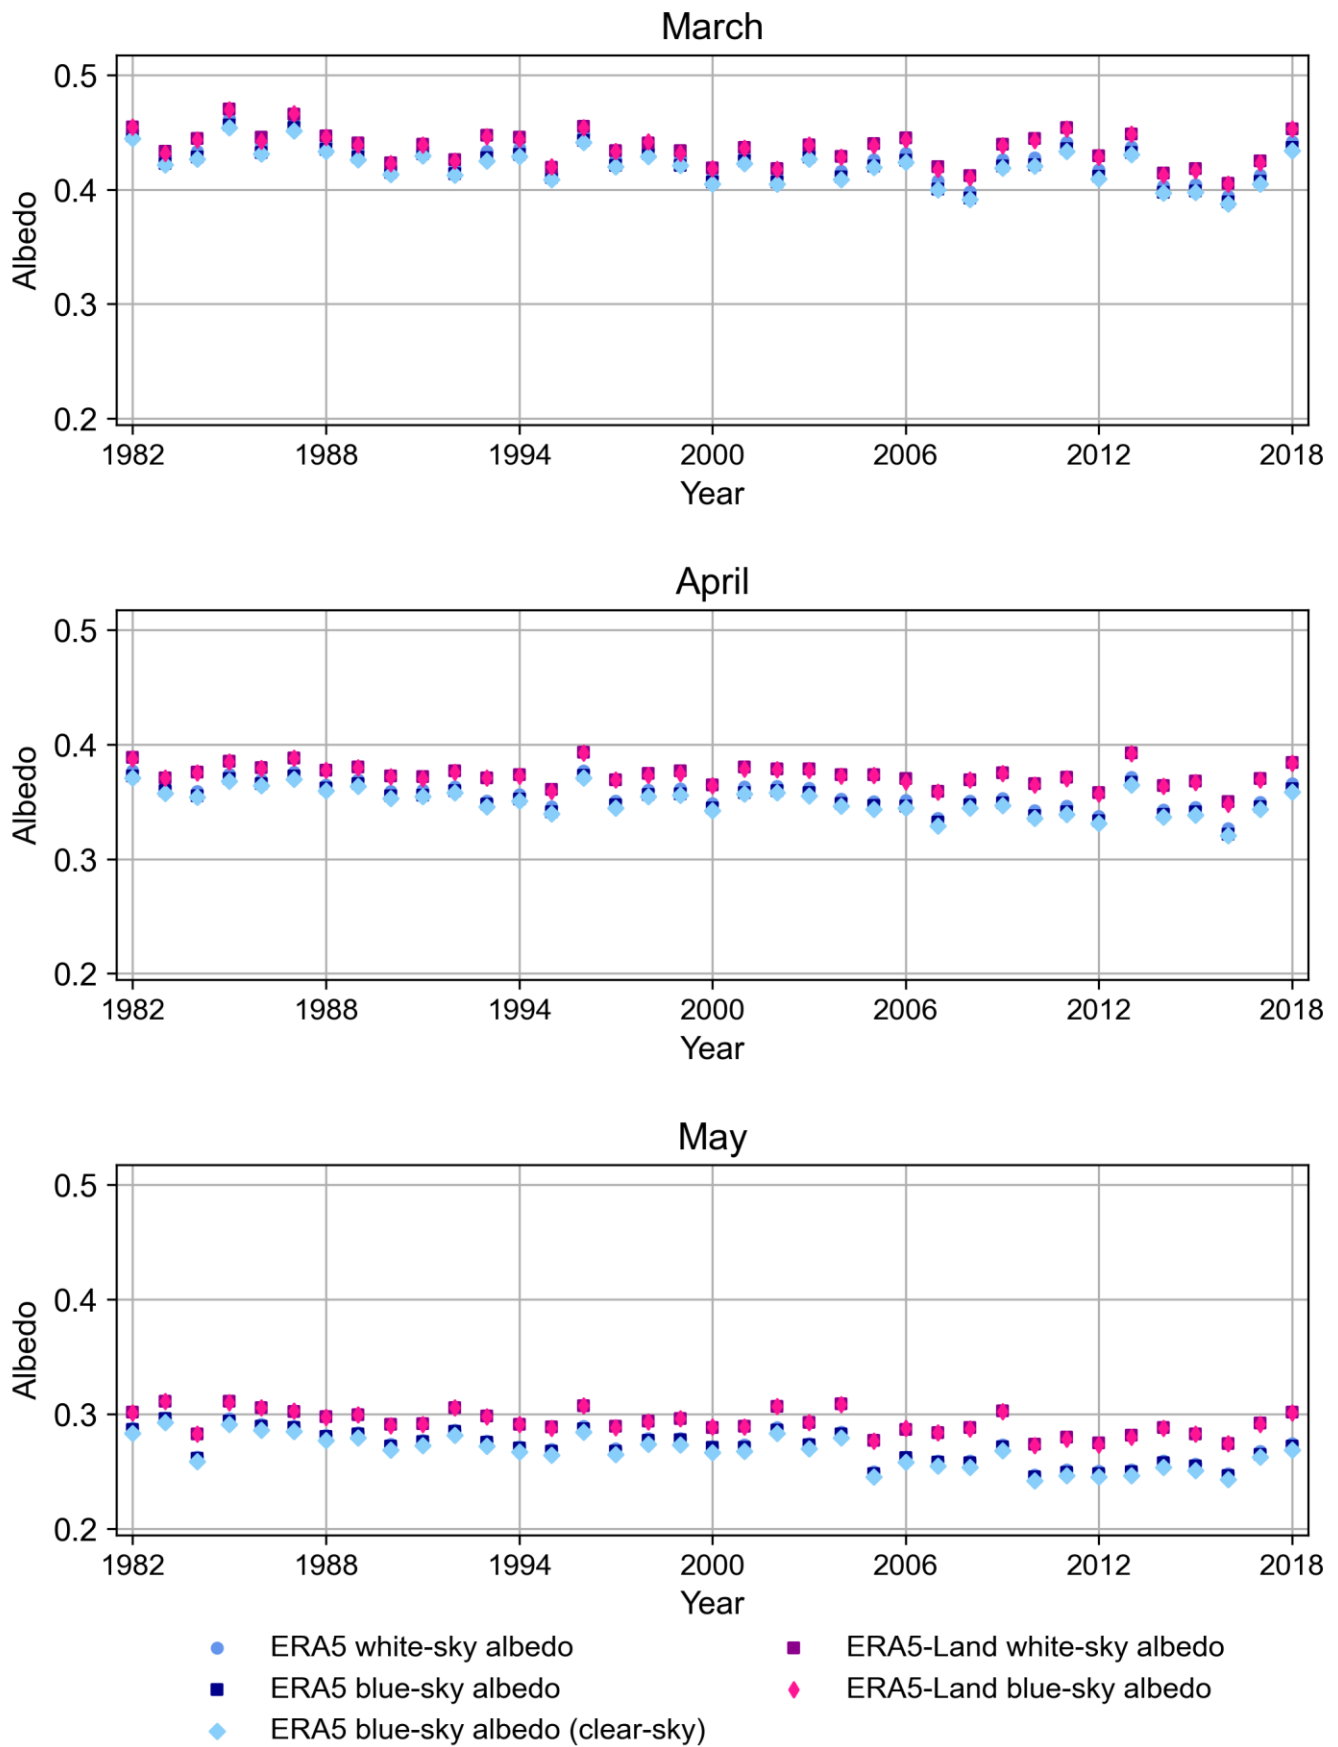 March
0.5
0.4
0.3
0.2
Albedo
1982 1988 1994 2000 2006 2012 2018
Year
April
0.5
0.4
0.3
0.2
Albedo
1982 1988 1994 2000 2006 2012 2018
Year
May
0.5
0.4
0.3
0.2
Albedo
1982 1988 1994 2000 2006 2012 2018
Year
ERA5 white-sky albedo
ERA5 blue-sky albedo
ERA5 blue-sky albedo (clear-sky)
ERA5-Land white-sky albedo
ERA5-Land blue-sky albedo